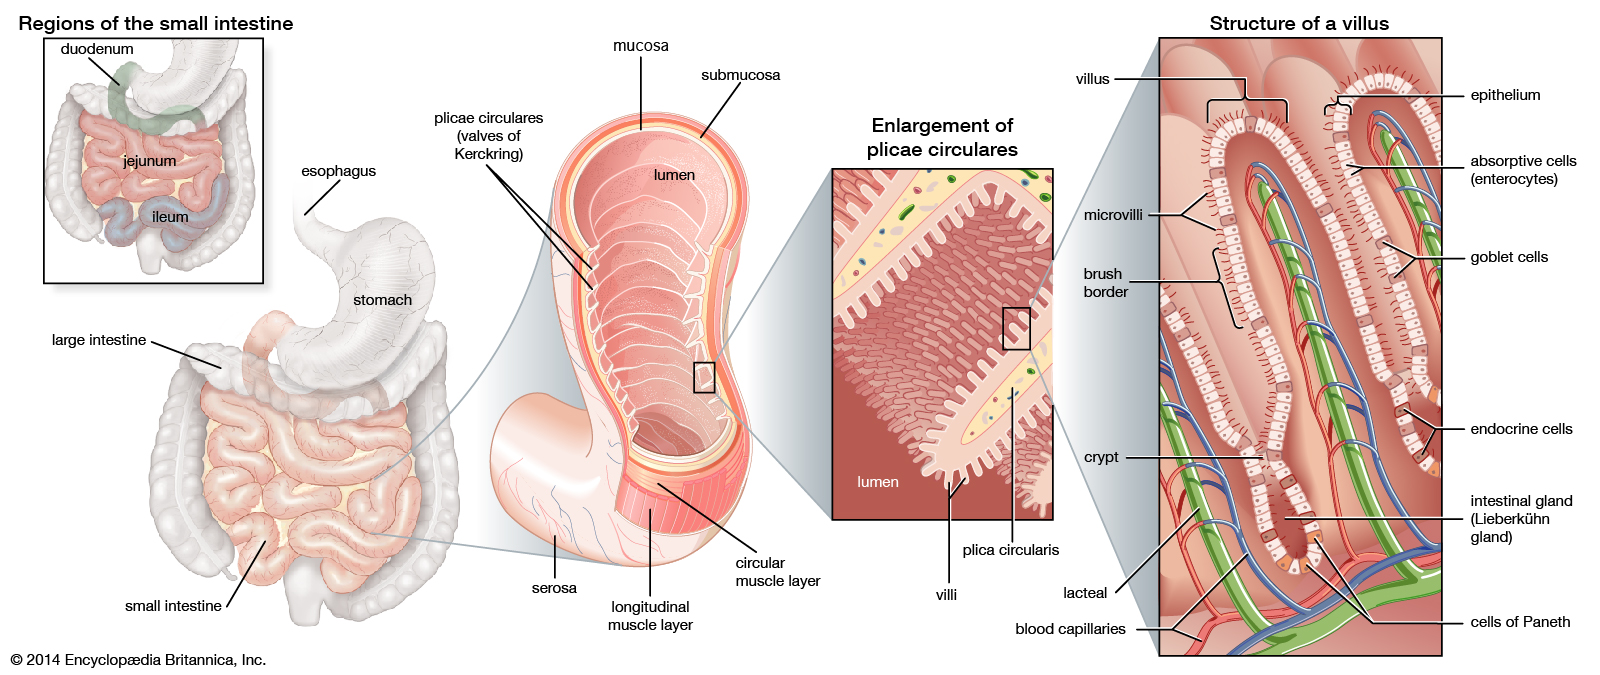 Regions of the small intestine
duodenum
jejunum
ileum
esophagus
stomach
large intestine
small intestine
© 2014 Encyclopædia Britannica, Inc.
mucosa
submucosa
plicae circulares
(valves of
Kerckring)
lumen
serosa
longitudinal
muscle layer
circular
muscle layer
Enlargement of
plicae circulares
lumen
plica circularis
villi
Structure of a villus
villus
microvilli
brush
border
crypt
lacteal
blood capillaries
epithelium
absorptive cells
(enterocytes)
goblet cells
endocrine cells
intestinal gland
(Lieberkühn
gland)
cells of Paneth